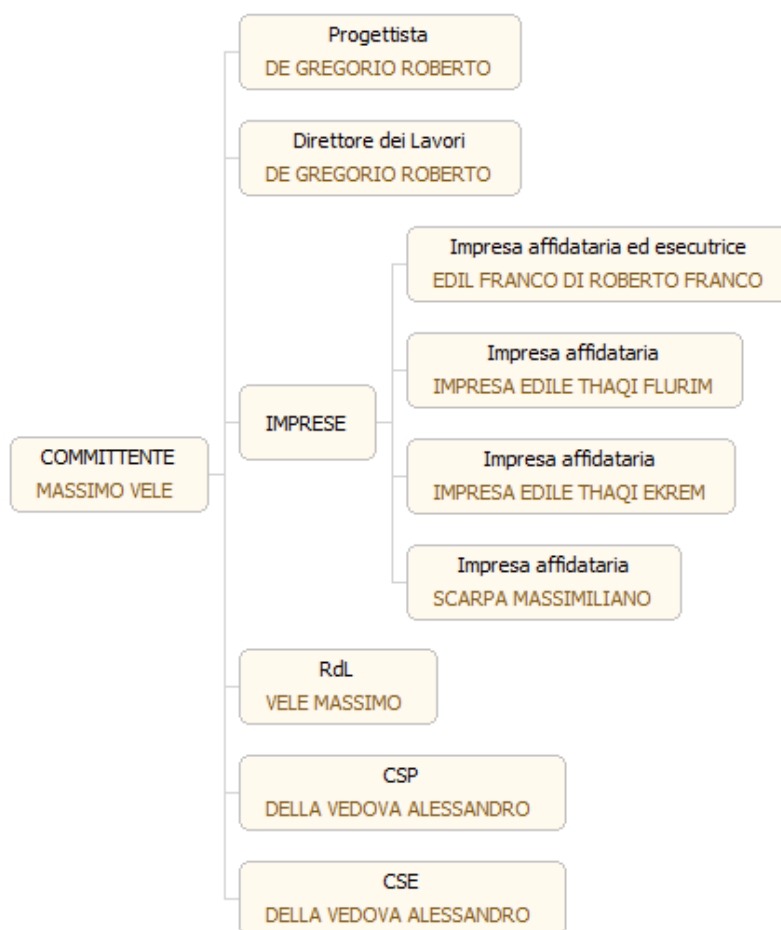 Progettista
DE GREGORIO ROBERTO
Direttore dei Lavori
DE GREGORIO ROBERTO
Impresa affidataria ed esecutrice
EDIL FRANCO DI ROBERTO FRANCO
Impresa affidataria
IMPRESA EDILE THAQI FLURIM
IMPRESE
Impresa affidataria
IMPRESA EDILE THAQI EKREM
COMMITTENTE
MASSIMO VELE
Impresa affidataria
SCARPA MASSIMILIANO
RdL
VELE MASSIMO
CSP
DELLA VEDOVA ALESSANDRO
CSE
DELLA VEDOVA ALESSANDRO